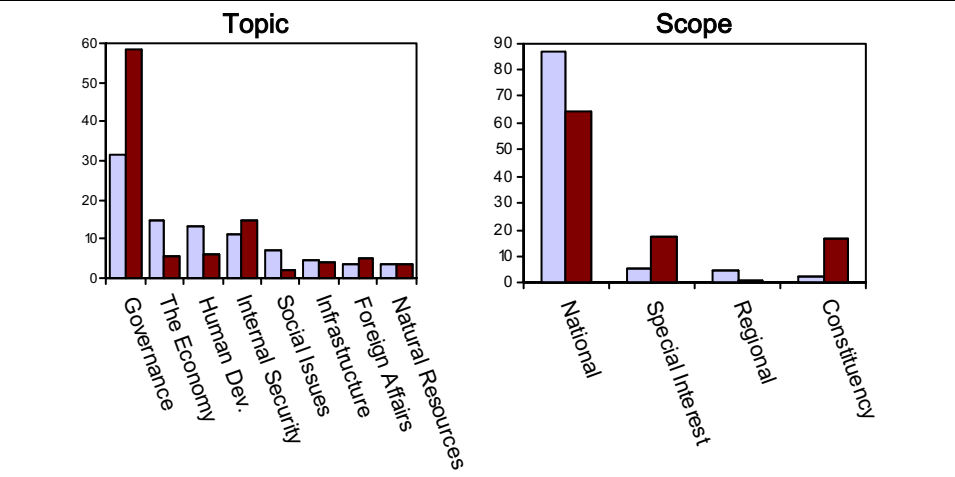 Topic
60
50
40
30
20
10
0
Governance
The Economy
Human Dev.
Internal Security
Social Issues
Infrastructure
Foreign Affairs
Natural Resources
Scope
90
80
70
60
50
40
30
20
10
0
National
Special Interest
Regional
Constituency